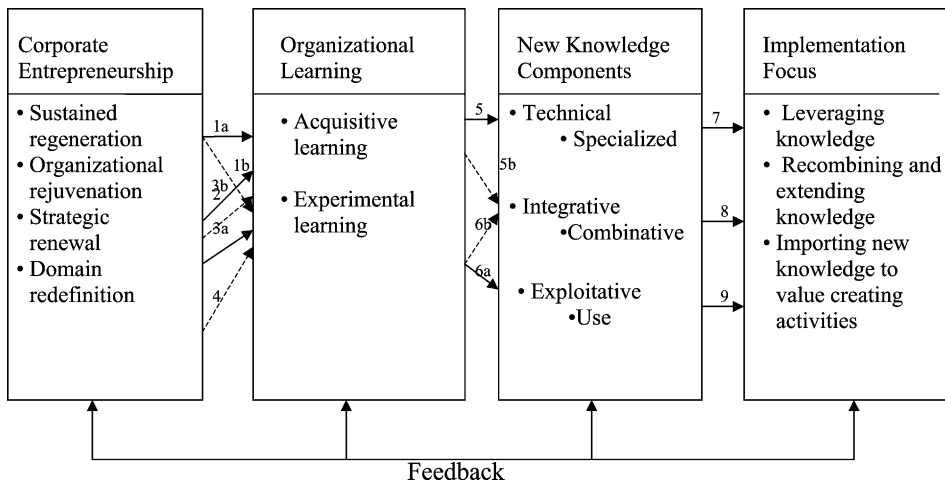 Corporate
Entrepreneurship
• Sustained
regeneration
• Organizational
rejuvenation
• Strategic
renewal
• Domain
redefinition
1a
1b
3b
2
3a
4
Organizational
Learning
• Acquisitive
learning
• Experimental
learning
5
5b
6b
6a
New Knowledge
Components
• Technical
• Specialized
• Integrative
• Combinative
• Exploitative
• Use
7
8
9
Implementation
Focus
• Leveraging
knowledge
• Recombining and
extending
knowledge
• Importing new
knowledge to
value creating
activities
Feedback